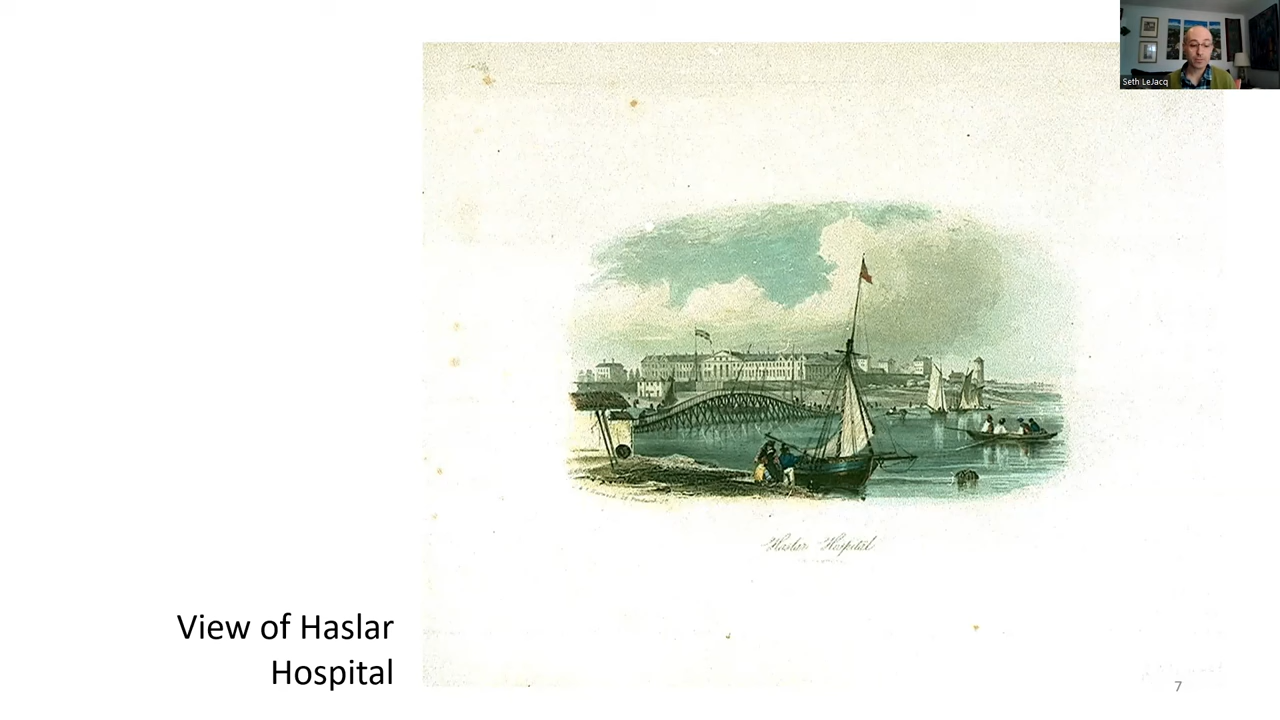 Seth LeJacq
Haslar Hospital
View of Haslar
Hospital
7